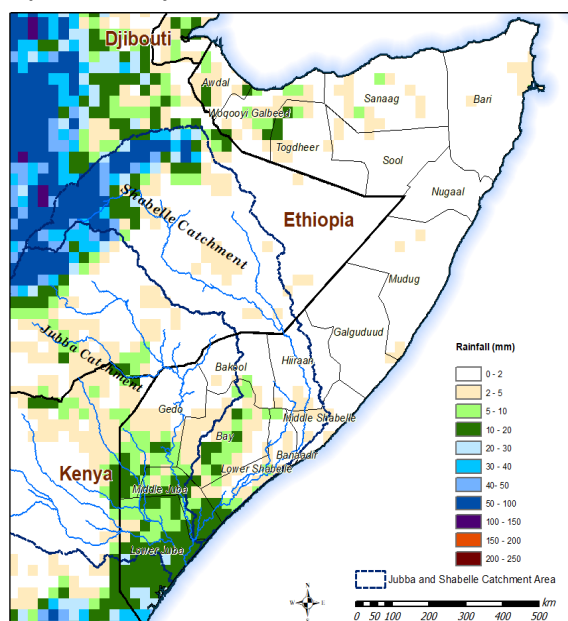 Djibouti
Awdal
Woqooyi Galbeed
Sanaag
Bari
Togdheer
Sool
Nugaal
Shabelle Catchment
Ethiopia
Mudug
Galguduud
Jubba Catchment
Hiiraan
Bakool
Gedo
Middle Shabelle
Bay
Banaadir
Lower Shabelle
Kenya
Middle Juba
Lower Juba
Rainfall (mm)
0 - 2
2 - 5
5 - 10
10 - 20
20 - 30
30 - 40
40- 50
50 - 100
100 - 150
150 - 200
200 - 250
N
W E
S
Jubba and Shabelle Catchment Area
km
0 50 100 200 300 400 500